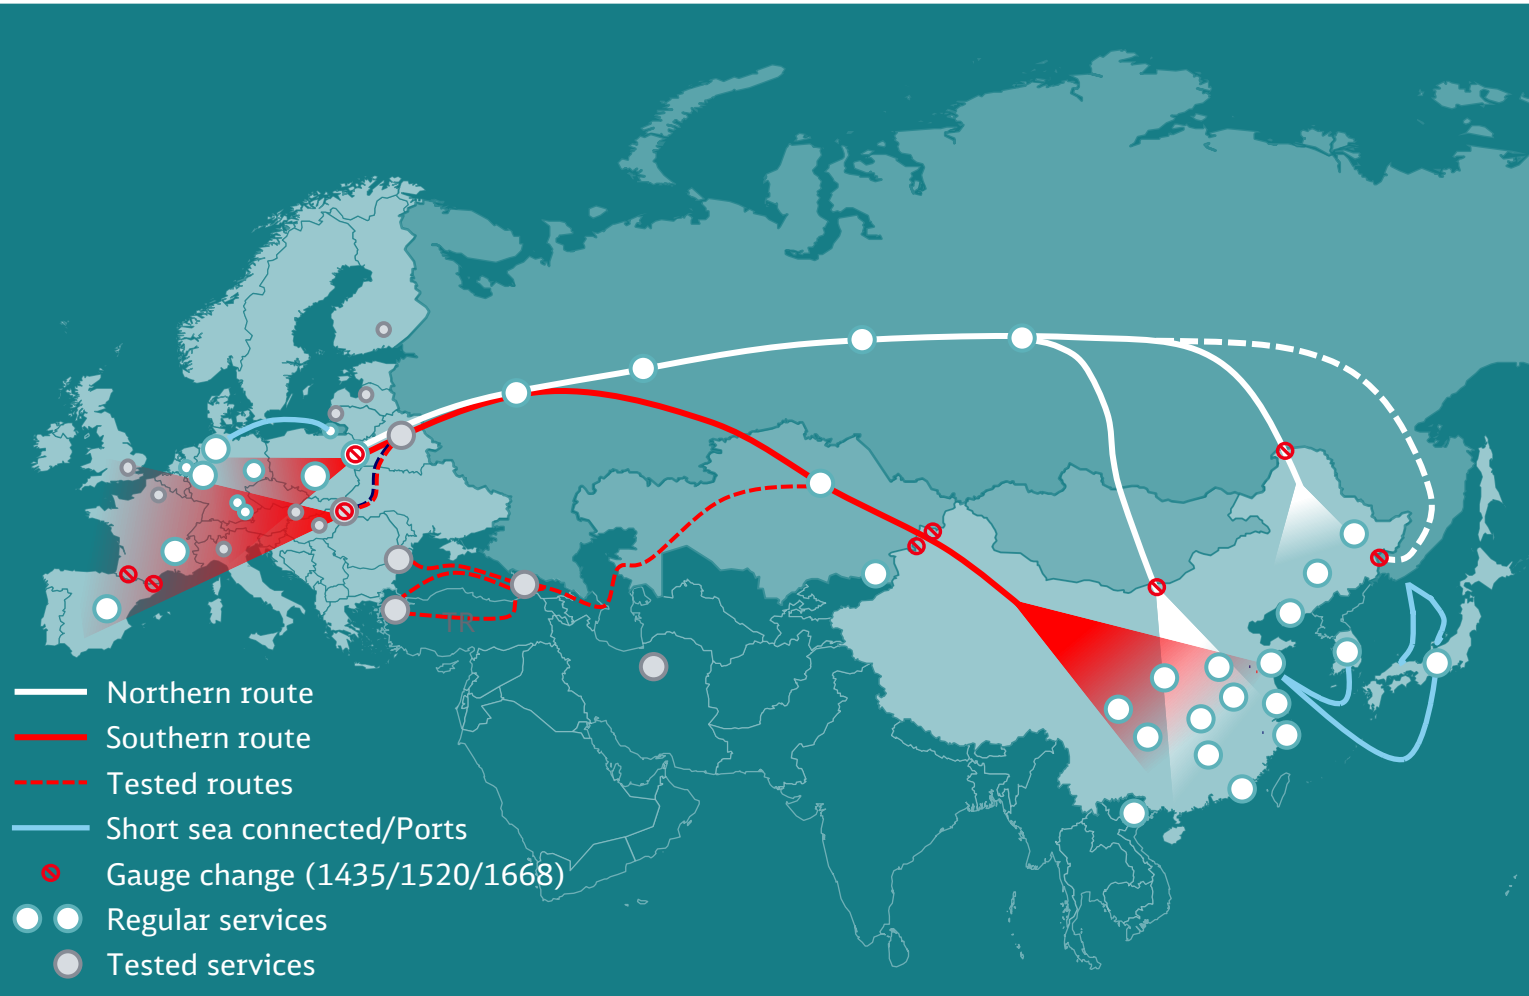 TR
Northern route
Southern route
Tested routes
Short sea connected/Ports
Gauge change (1435/1520/1668)
Regular services
Tested services